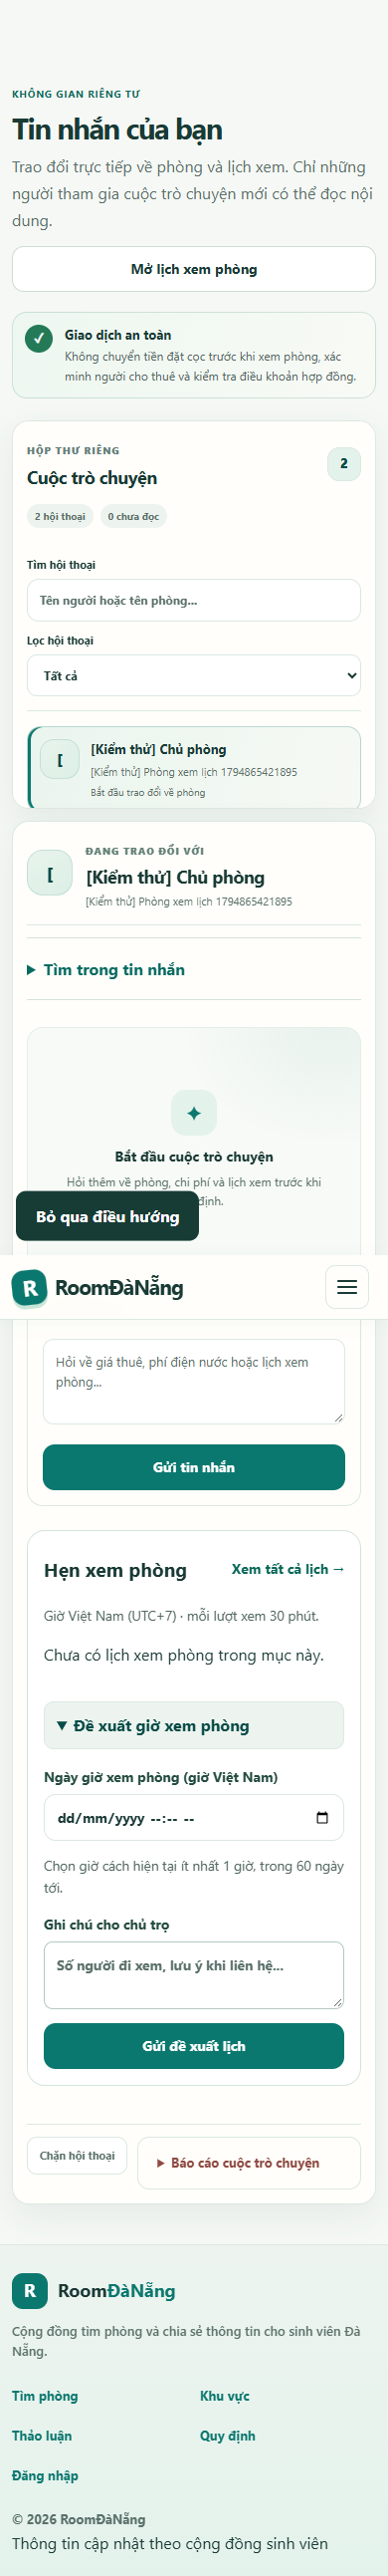 KHÔNG GIAN RIÊNG TƯ
Tin nhắn của bạn
Trao đổi trực tiếp về phòng và lịch xem. Chỉ những
người tham gia cuộc trò chuyện mới có thể đọc nội
dung.
Mở lịch xem phòng
Giao dịch an toàn
Không chuyển tiền đặt cọc trước khi xem phòng, xác
minh người cho thuê và kiểm tra điều khoản hợp đồng.
HỘP THƯ RIÊNG
Cuộc trò chuyện
2
2 hội thoại
0 chưa đọc
Tìm hội thoại
Tên người hoặc tên phòng...
Lọc hội thoại
Tất cả
[
[Kiểm thử] Chủ phòng
[Kiểm thử] Phòng xem lịch 1794865421895
Bắt đầu trao đổi về phòng
[
ĐANG TRAO ĐỔI VỚI
[Kiểm thử] Chủ phòng
[Kiểm thử] Phòng xem lịch 1794865421895
Tìm trong tin nhắn
Bắt đầu cuộc trò chuyện
Hỏi thêm về phòng, chi phí và lịch xem trước khi
định.
Bỏ qua điều hướng
R
RoomĐàNẵng
Hỏi về giá thuê, phí điện nước hoặc lịch xem
phòng...
Gửi tin nhắn
Hẹn xem phòng
Xem tất cả lịch →
Giờ Việt Nam (UTC+7) · mỗi lượt xem 30 phút.
Chưa có lịch xem phòng trong mục này.
Đề xuất giờ xem phòng
Ngày giờ xem phòng (giờ Việt Nam)
dd/mm/yyyy --:-- --
Chọn giờ cách hiện tại ít nhất 1 giờ, trong 60 ngày
tới.
Ghi chú cho chủ trọ
Số người đi xem, lưu ý khi liên hệ...
Gửi đề xuất lịch
Chặn hội thoại
Báo cáo cuộc trò chuyện
R
RoomĐàNẵng
Cộng đồng tìm phòng và chia sẻ thông tin cho sinh viên Đà
Nẵng.
Tìm phòng
Khu vực
Thảo luận
Quy định
Đăng nhập
© 2026 RoomĐàNẵng
Thông tin cập nhật theo cộng đồng sinh viên